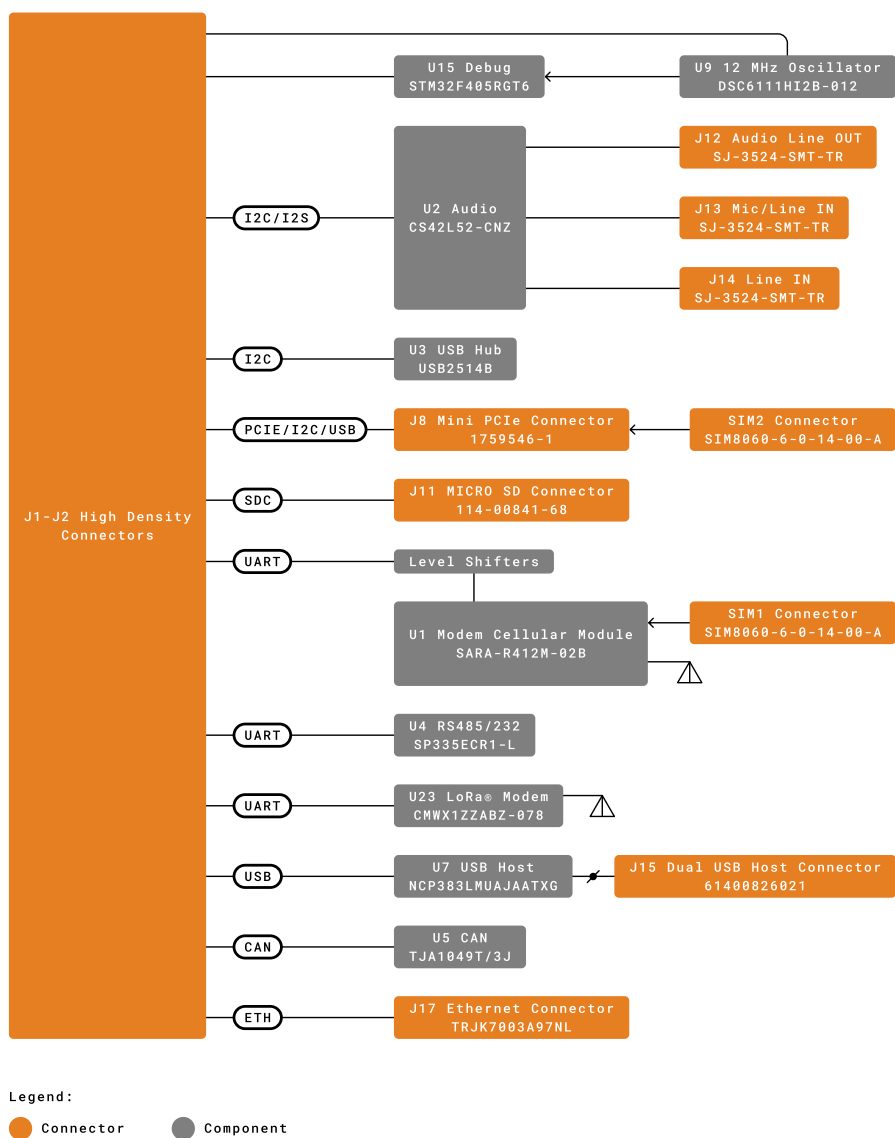 J1-J2 High Density
Connectors
U15 Debug
STM32F405RGT6
U9 12 MHz Oscillator
DSC6111HI2B-012
I2C/I2S
U2 Audio
CS42L52-CNZ
J12 Audio Line OUT
SJ-3524-SMT-TR
J13 Mic/Line IN
SJ-3524-SMT-TR
J14 Line IN
SJ-3524-SMT-TR
I2C
U3 USB Hub
USB2514B
PCIE/I2C/USB
J8 Mini PCIe Connector
1759546-1
SIM2 Connector
SIM8060-6-0-14-00-A
SDC
J11 MICRO SD Connector
114-00841-68
UART
Level Shifters
U1 Modem Cellular Module
SARA-R412M-02B
SIM1 Connector
SIM8060-6-0-14-00-A
UART
U4 RS485/232
SP335ECR1-L
UART
U23 LoRa® Modem
CMWX1ZZABZ-078
USB
U7 USB Host
NCP383LMUAJAATXG
J15 Dual USB Host Connector
61400826021
CAN
U5 CAN
TJA1049T/3J
ETH
J17 Ethernet Connector
TRJK7003A97NL
Legend:
Connector
Component